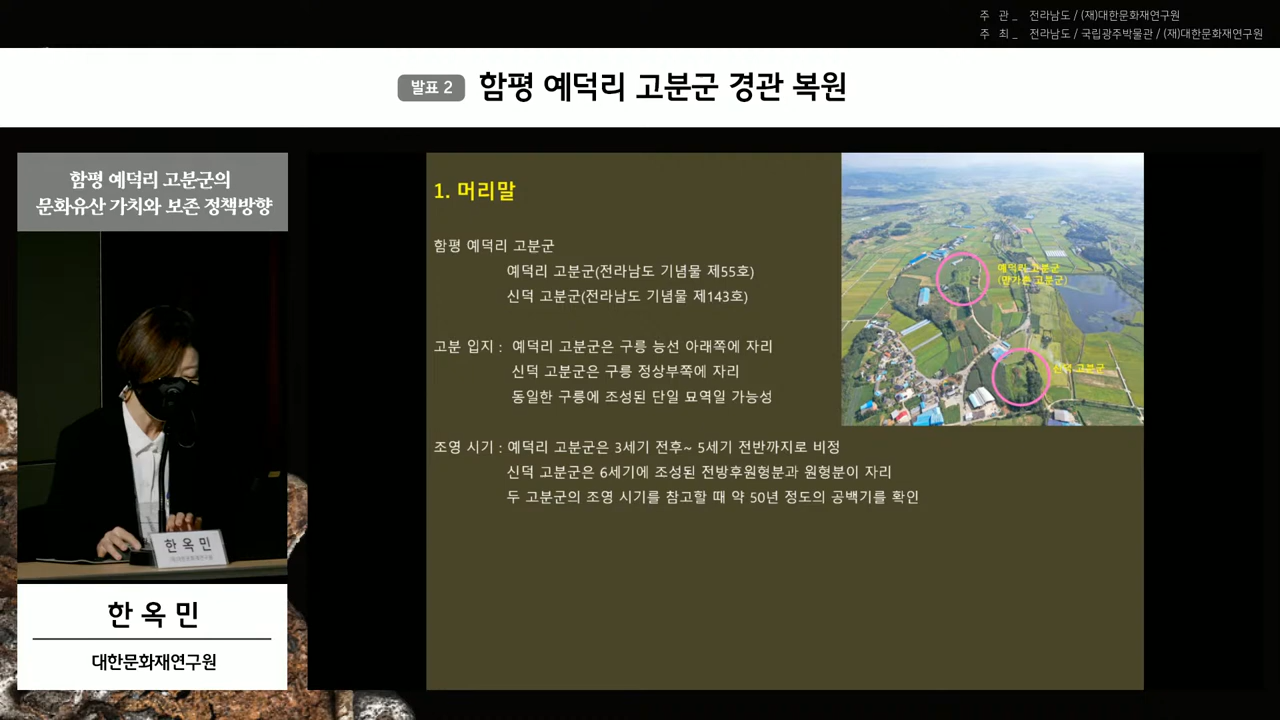 주 관 _ 전라남도 / (재)대한문화재연구원
주 최 _ 전라남도 / 국립광주박물관 / (재)대한문화재연구원
발표 2 함평 예덕리 고분군 경관 복원
함평 예덕리 고분군의
문화유산 가치와 보존 정책방향
1. 머리말
함평 예덕리 고분군
예덕리 고분군(전라남도 기념물 제55호)
신덕 고분군(전라남도 기념물 제143호)
고분 입지 : 예덕리 고분군은 구릉 능선 아래쪽에 자리
신덕 고분군은 구릉 정상부쪽에 자리
동일한 구릉에 조성된 단일 묘역일 가능성
조영 시기 : 예덕리 고분군은 3세기 전후~ 5세기 전반까지로 비정
신덕 고분군은 6세기에 조성된 전방후원형분과 원형분이 자리
두 고분군의 조영 시기를 참고할 때 약 50년 정도의 공백기를 확인
예덕리 고분군
(만가촌 고분군)
신덕 고분군
한 옥 민
한 옥 민
대한문화재연구원